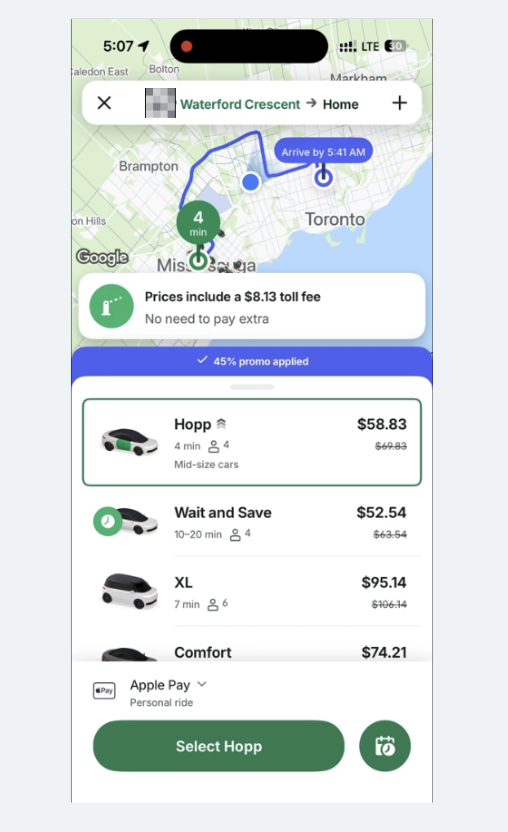 5:07
LTE 30
Caledon East
Bolton
Markham
Waterford Crescent → Home
Arrive by 5:41 AM
Brampton
4
min
Toronto
Google
Prices include a $8.13 toll fee
No need to pay extra
45% promo applied
Hopp $58.83
4 min 4 $69.83
Mid-size cars
Wait and Save $52.54
10–20 min 4 $63.54
XL $95.14
7 min 6 $106.14
Comfort $74.21
Pay Apple Pay
Personal ride
Select Hopp